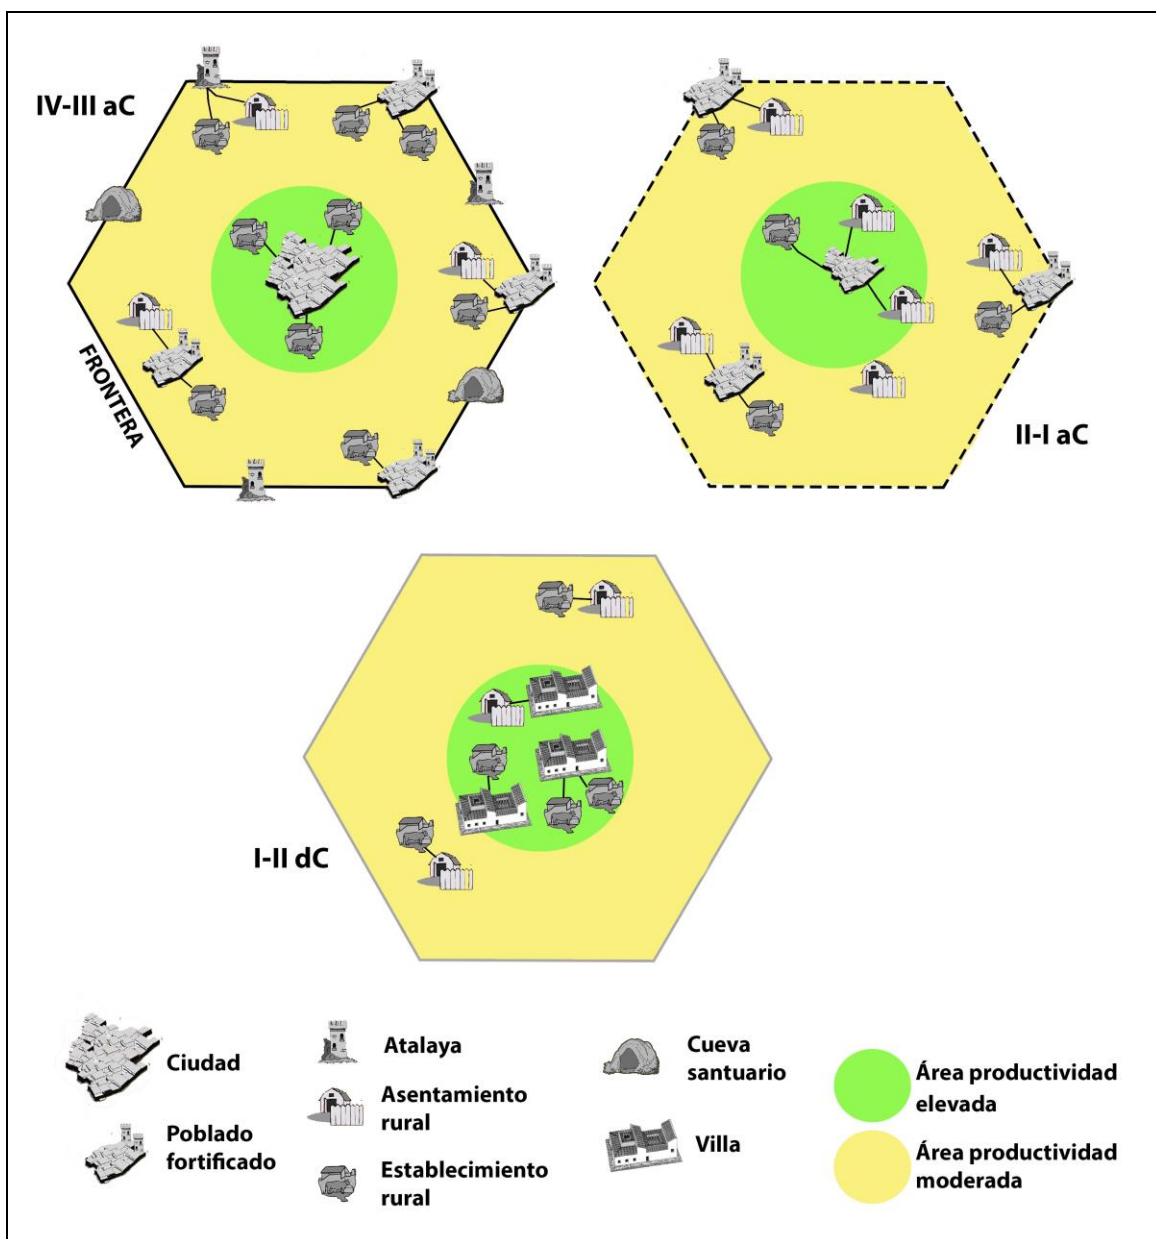 IV-III aC
FRONTERA
II-I aC
I-II dC
Ciudad
Poblado
fortificado
Atalaya
Asentamiento
rural
Establecimiento
rural
Cueva
santuario
Villa
Área productividad
elevada
Área productividad
moderada